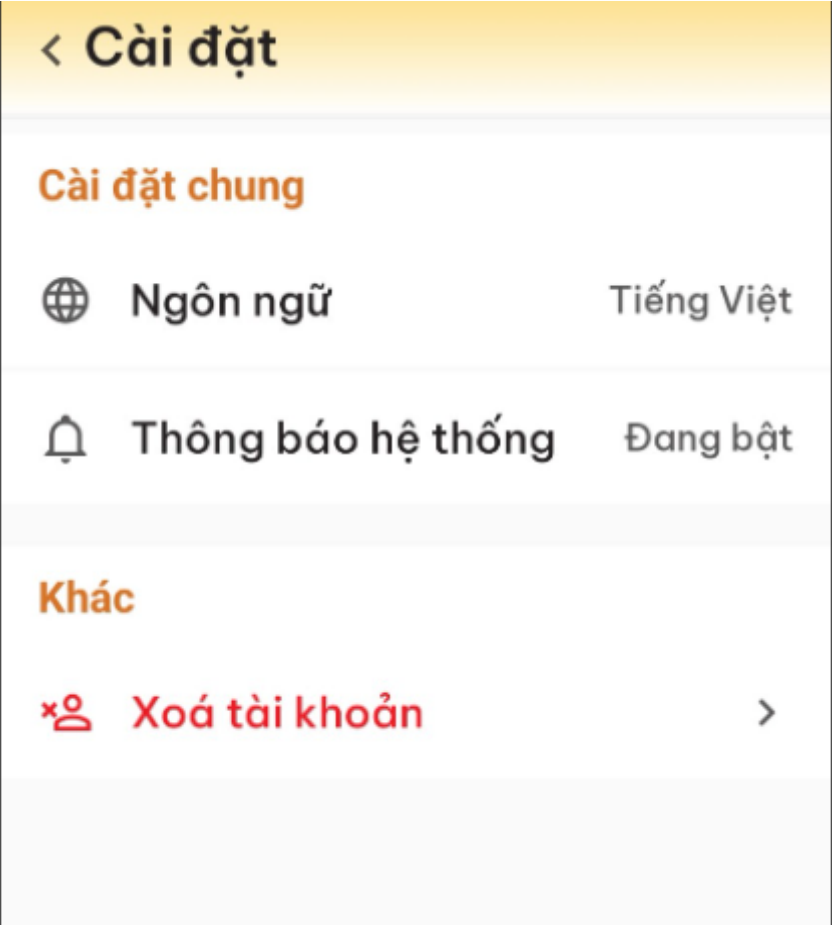 Cài đặt
Cài đặt chung
Ngôn ngữ Tiếng Việt
Thông báo hệ thống Đang bật
Khác
Xoá tài khoản